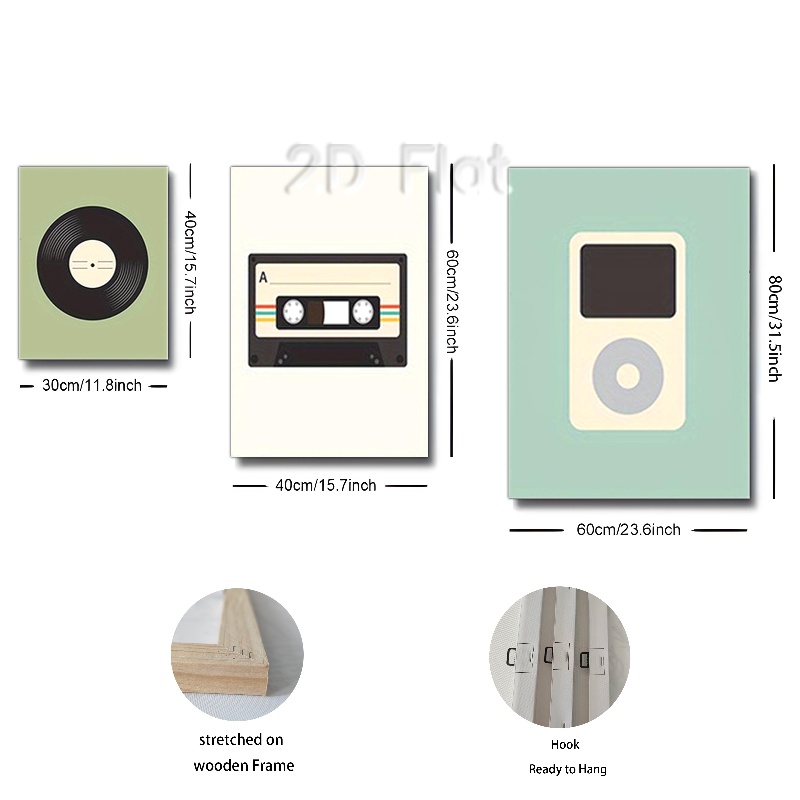 2D Flat
40cm/15.7inch
60cm/23.6inch
80cm/31.5inch
A
30cm/11.8inch
40cm/15.7inch
60cm/23.6inch
stretched on
wooden Frame
Hook
Ready to Hang